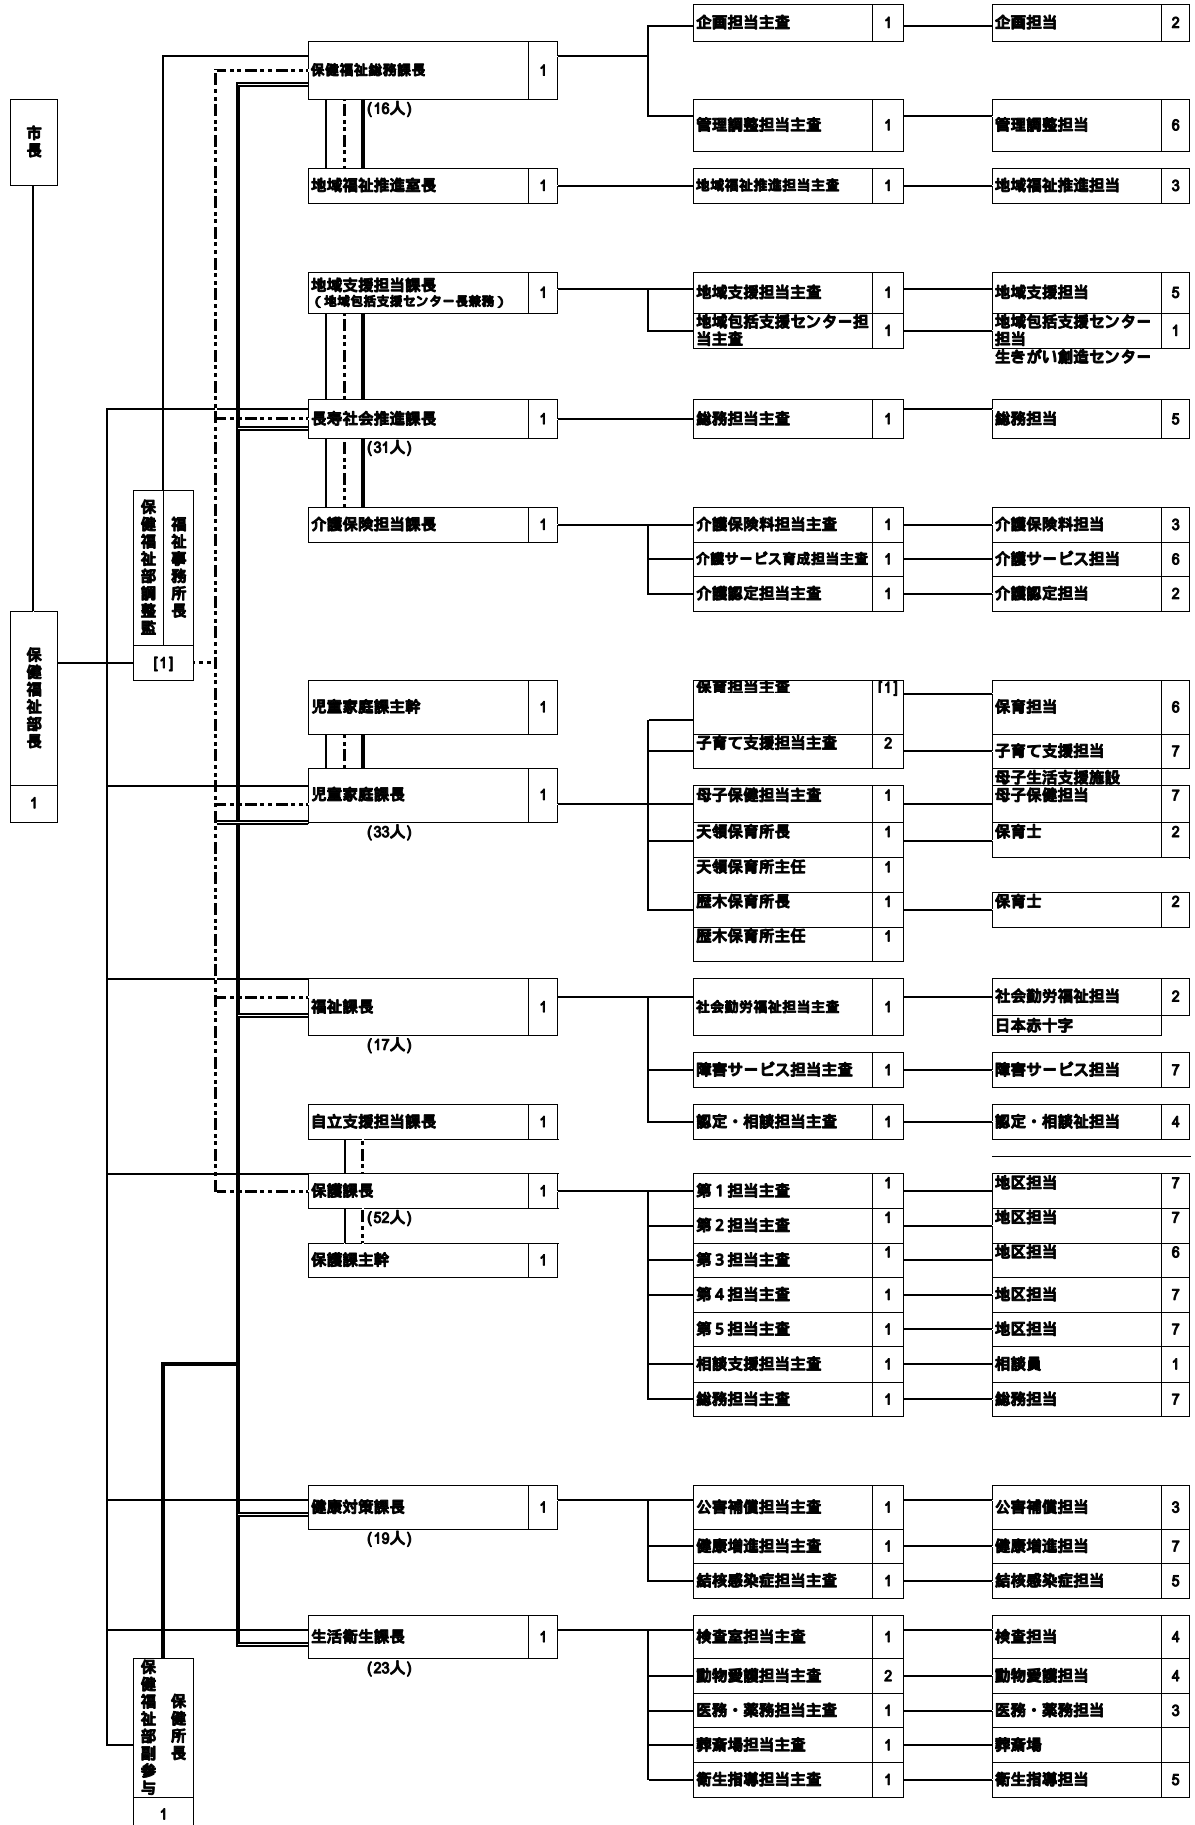 企画担当主査 1 企画担当 2
保健福祉総務課長 1
(16人)
市長
管理調整担当主査 1 管理調整担当 6
地域福祉推進室長 1 地域福祉推進担当主査 1 地域福祉推進担当 3
地域支援担当課長
（地域包括支援センター長兼務） 1
地域支援担当主査 1 地域支援担当 5
地域包括支援センター担
当主査 1
地域包括支援センター
担当 1
生きがい創造センター
長寿社会推進課長 1 総務担当主査 1 総務担当 5
(31人)
保健福祉部調整監
福祉事務所長
[1]
介護保険担当課長 1 介護保険料担当主査 1 介護保険料担当 3
介護サービス育成担当主査 1 介護サービス担当 6
介護認定担当主査 1 介護認定担当 2
保健福祉部長
1
児童家庭課主幹 1 保育担当主査 [1] 保育担当 6
子育て支援担当主査 2 子育て支援担当 7
母子生活支援施設
児童家庭課長 1 母子保健担当主査 1 母子保健担当 7
(33人)
天領保育所長 1 保育士 2
天領保育所主任 1
歴木保育所長 1 保育士 2
歴木保育所主任 1
福祉課長 1 社会勤労福祉担当主査 1 社会勤労福祉担当 2
日本赤十字
(17人)
障害サービス担当主査 1 障害サービス担当 7
自立支援担当課長 1 認定・相談担当主査 1 認定・相談祉担当 4
保護課長 1 第１担当主査 1 地区担当 7
(52人)
第２担当主査 1 地区担当 7
保護課主幹 1 第３担当主査 1 地区担当 6
第４担当主査 1 地区担当 7
第５担当主査 1 地区担当 7
相談支援担当主査 1 相談員 1
総務担当主査 1 総務担当 7
健康対策課長 1 公害補償担当主査 1 公害補償担当 3
(19人)
健康増進担当主査 1 健康増進担当 7
結核感染症担当主査 1 結核感染症担当 5
生活衛生課長 1 検査室担当主査 1 検査担当 4
(23人)
動物愛護担当主査 2 動物愛護担当 4
医務・薬務担当主査 1 医務・薬務担当 3
葬斎場担当主査 1 葬斎場
衛生指導担当主査 1 衛生指導担当 5
保健福祉部副参与
保健所長
1